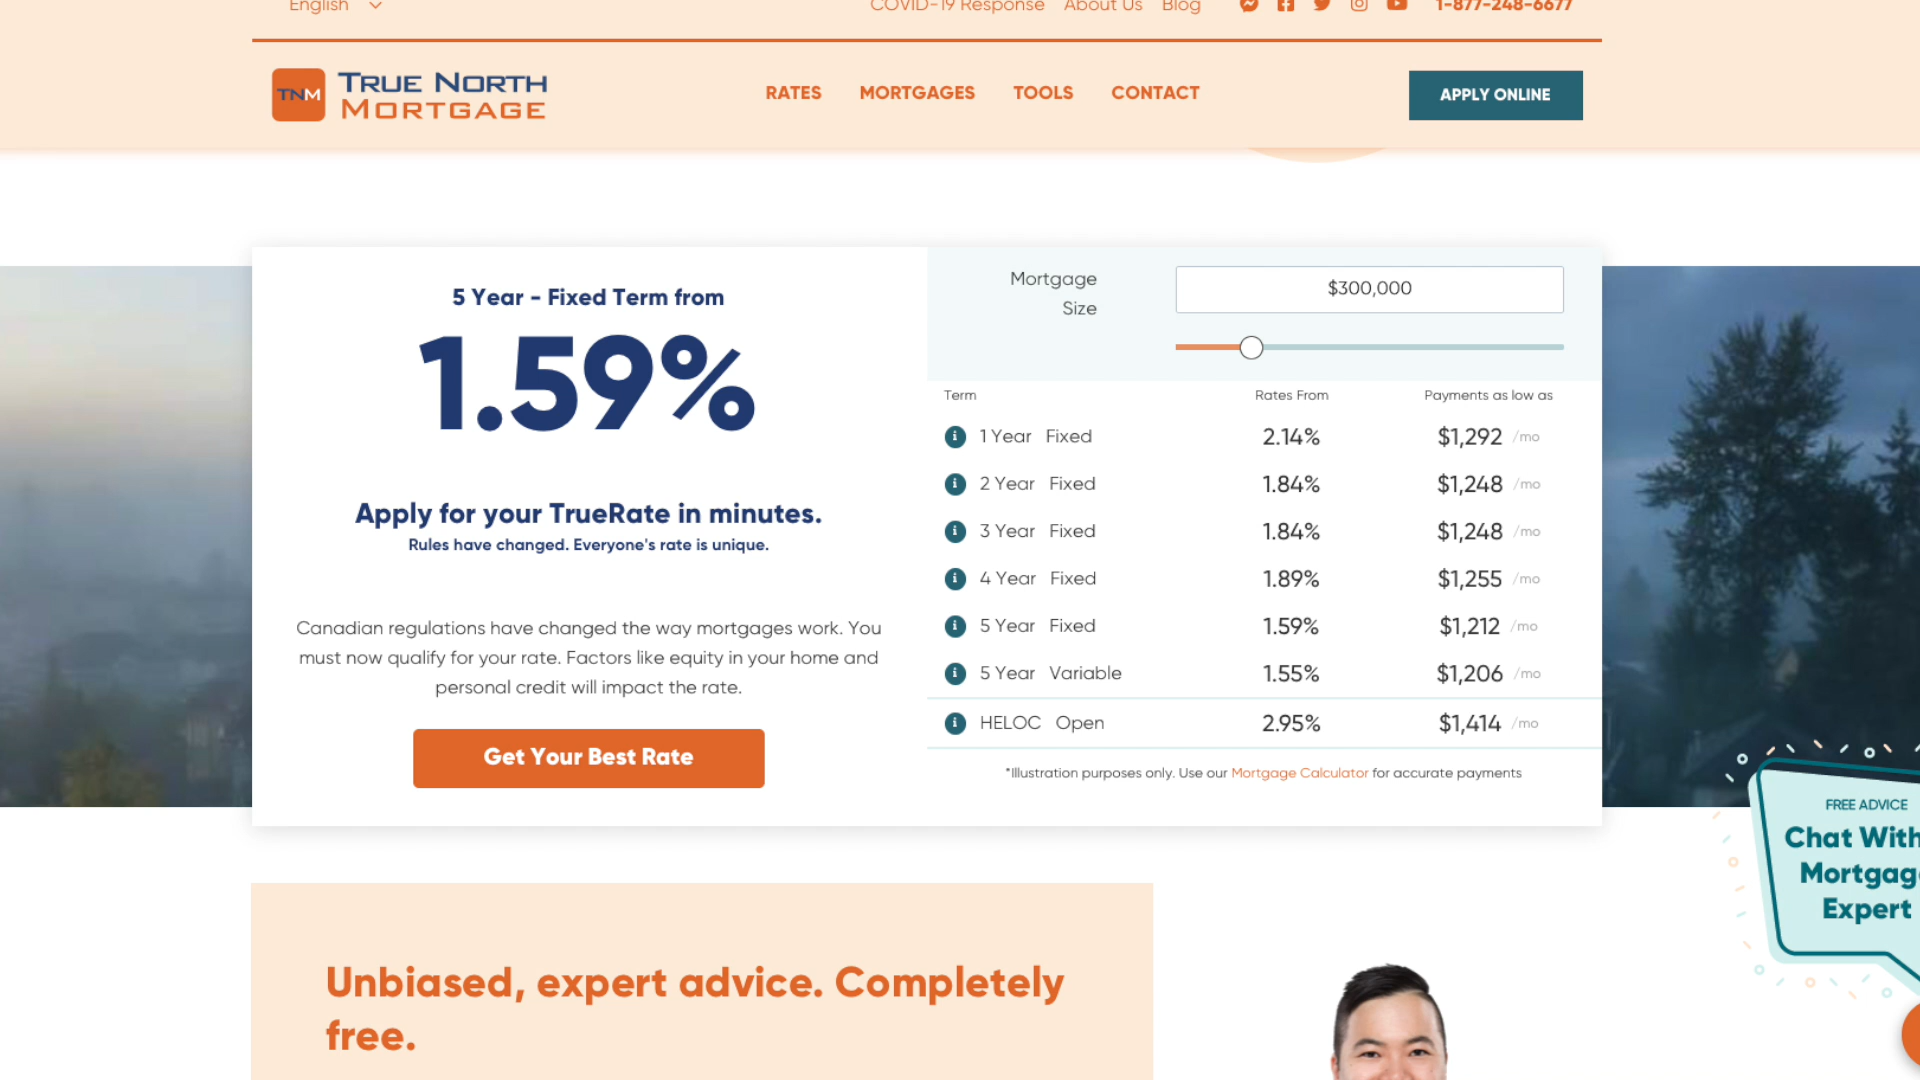 English
COVID-19 Response About Us Blog
1-877-248-6677
TNM TRUE NORTH
MORTGAGE
RATES MORTGAGES TOOLS CONTACT
APPLY ONLINE
5 Year - Fixed Term from
1.59%
Apply for your TrueRate in minutes.
Rules have changed. Everyone's rate is unique.
Canadian regulations have changed the way mortgages work. You
must now qualify for your rate. Factors like equity in your home and
personal credit will impact the rate.
Get Your Best Rate
Mortgage
Size
$300,000
Term Rates From Payments as low as
1 Year Fixed 2.14% $1,292 /mo
2 Year Fixed 1.84% $1,248 /mo
3 Year Fixed 1.84% $1,248 /mo
4 Year Fixed 1.89% $1,255 /mo
5 Year Fixed 1.59% $1,212 /mo
5 Year Variable 1.55% $1,206 /mo
HELOC Open 2.95% $1,414 /mo
*Illustration purposes only. Use our Mortgage Calculator for accurate payments
FREE ADVICE
Chat With
Mortgag
Expert
Unbiased, expert advice. Completely
free.